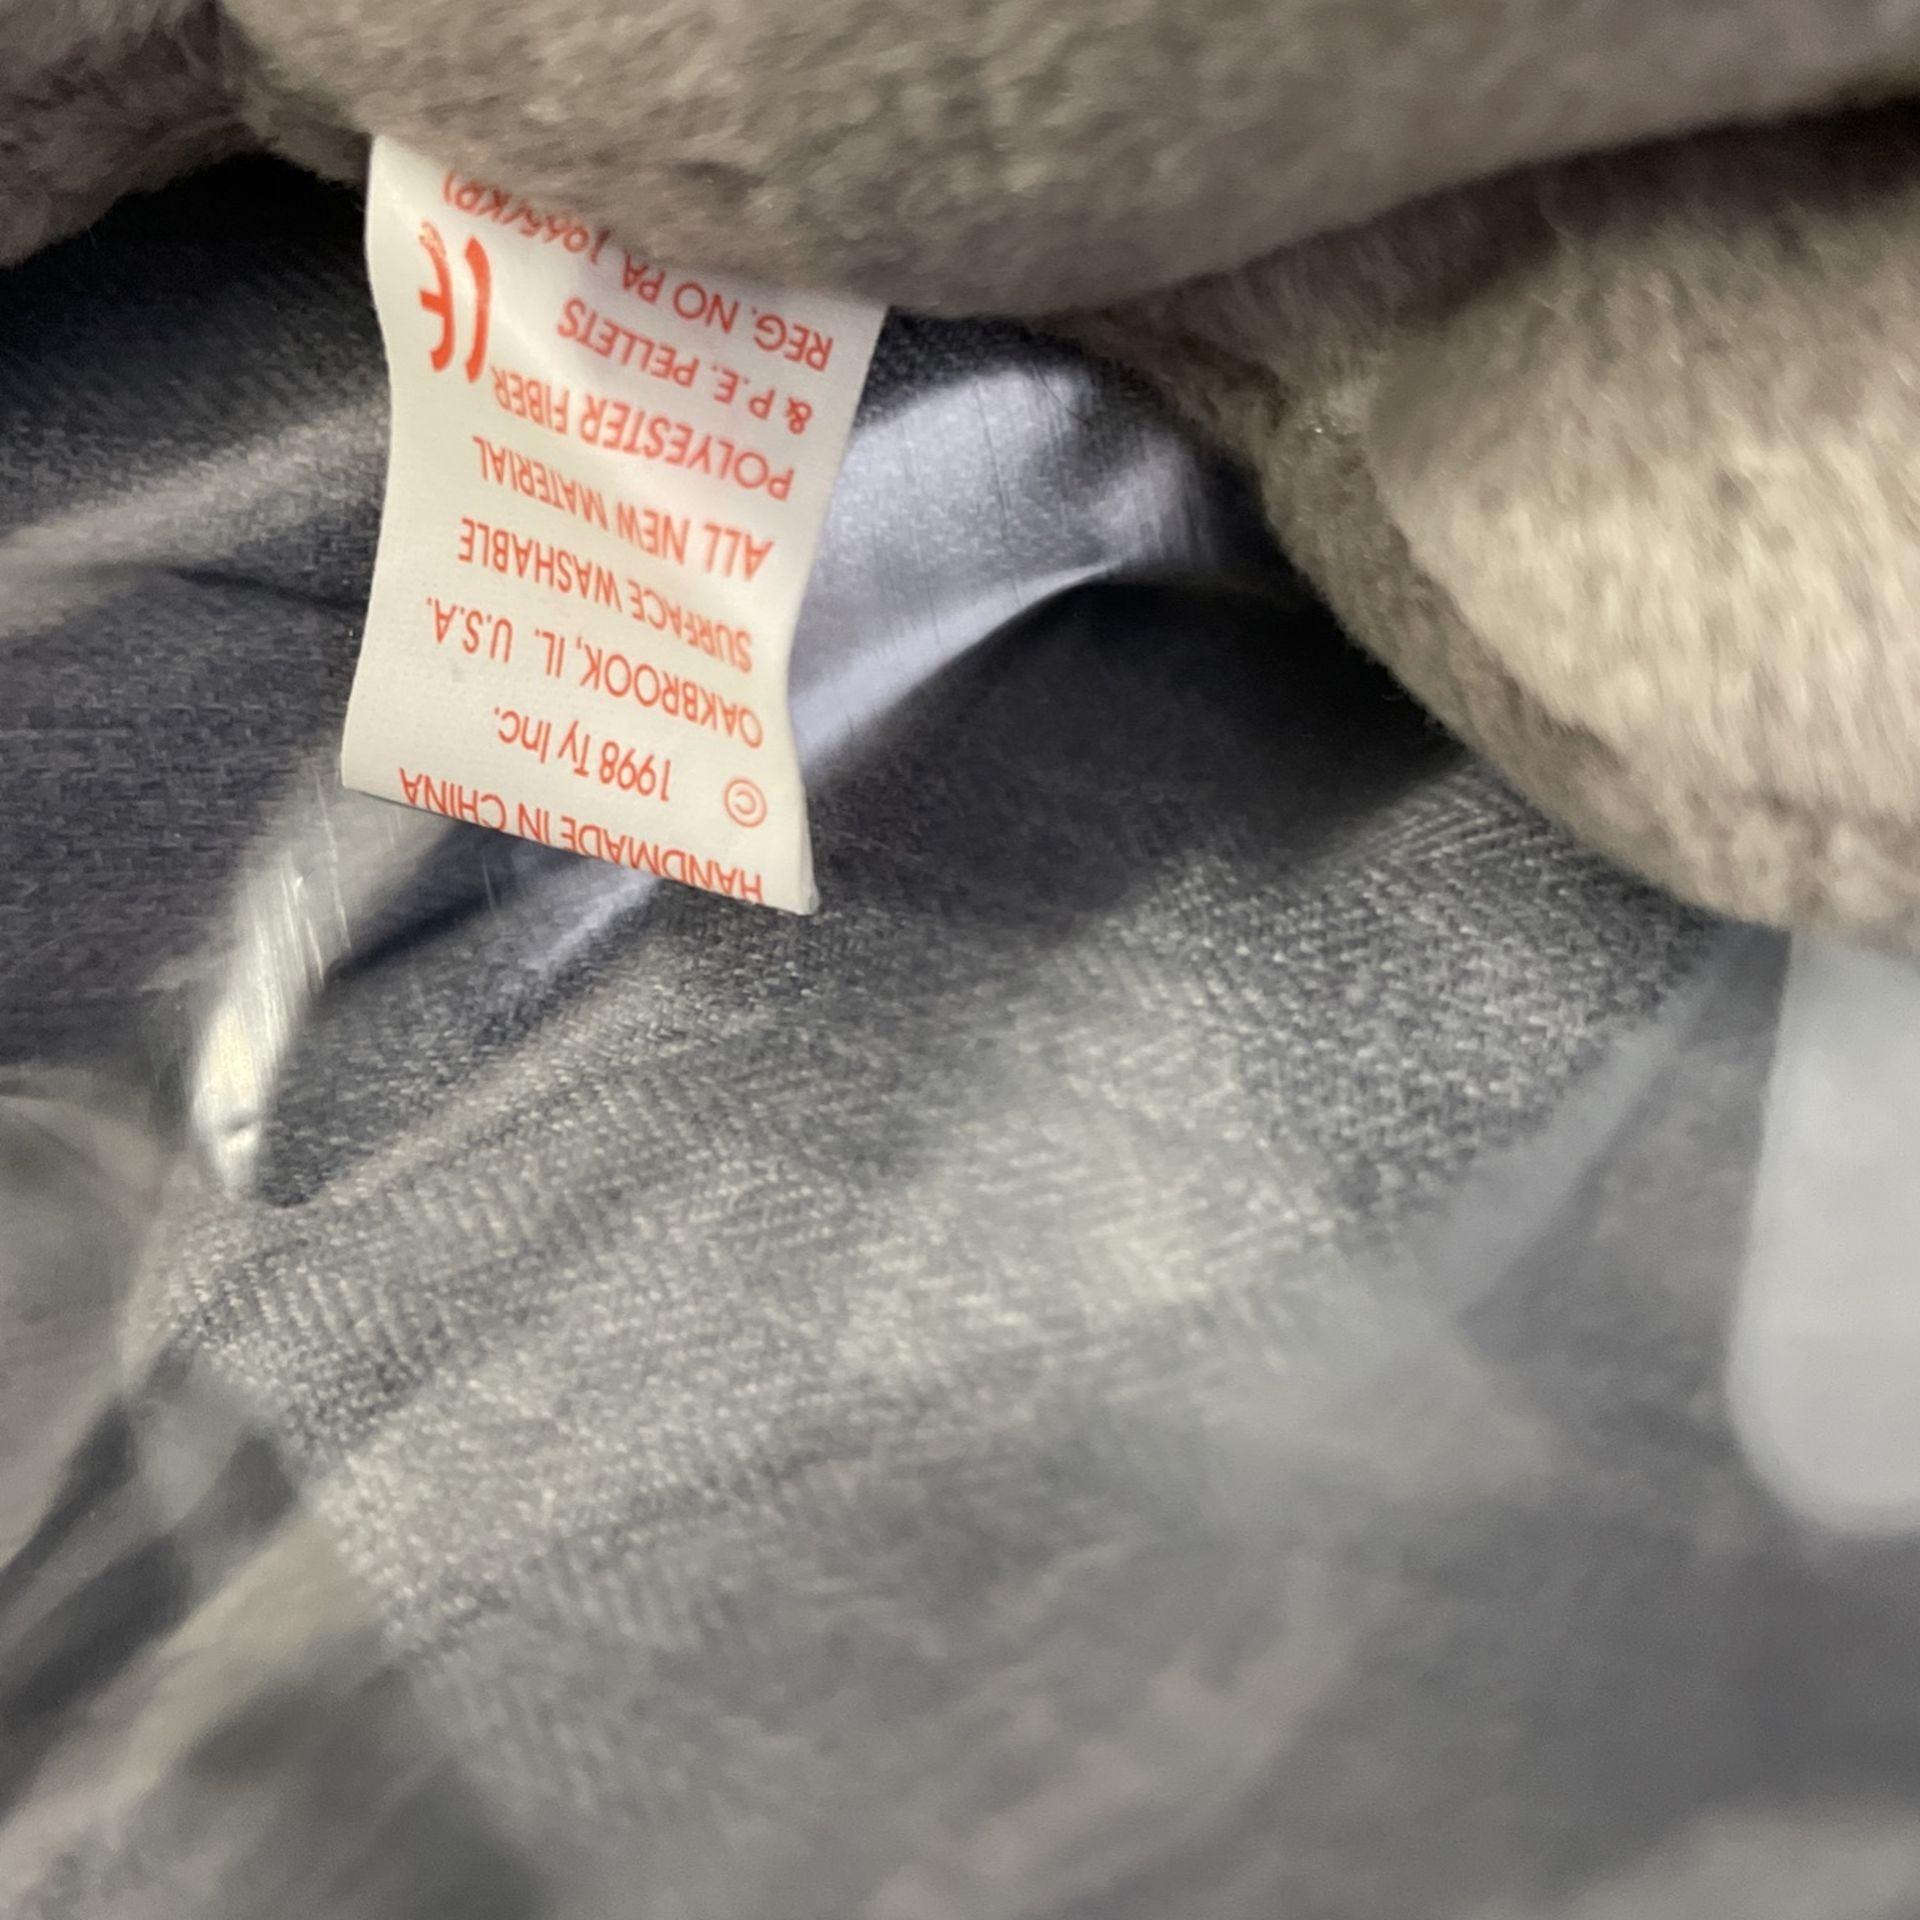 HANDMADE IN CHINA
© 1998 Ty Inc.
OAKBROOK, IL. U.S.A.
SURFACE WASHABLE
ALL NEW MATERIAL
POLYESTER FIBER
& P.E. PELLETS CE
REG. NO PA 1965(KR)